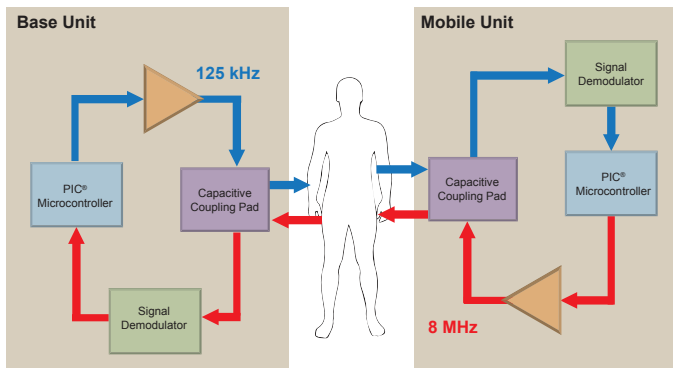 Base Unit
Mobile Unit
125 kHz
Signal
Demodulator
PIC®
Microcontroller
Capacitive
Coupling Pad
Capacitive
Coupling Pad
PIC®
Microcontroller
Signal
Demodulator
8 MHz